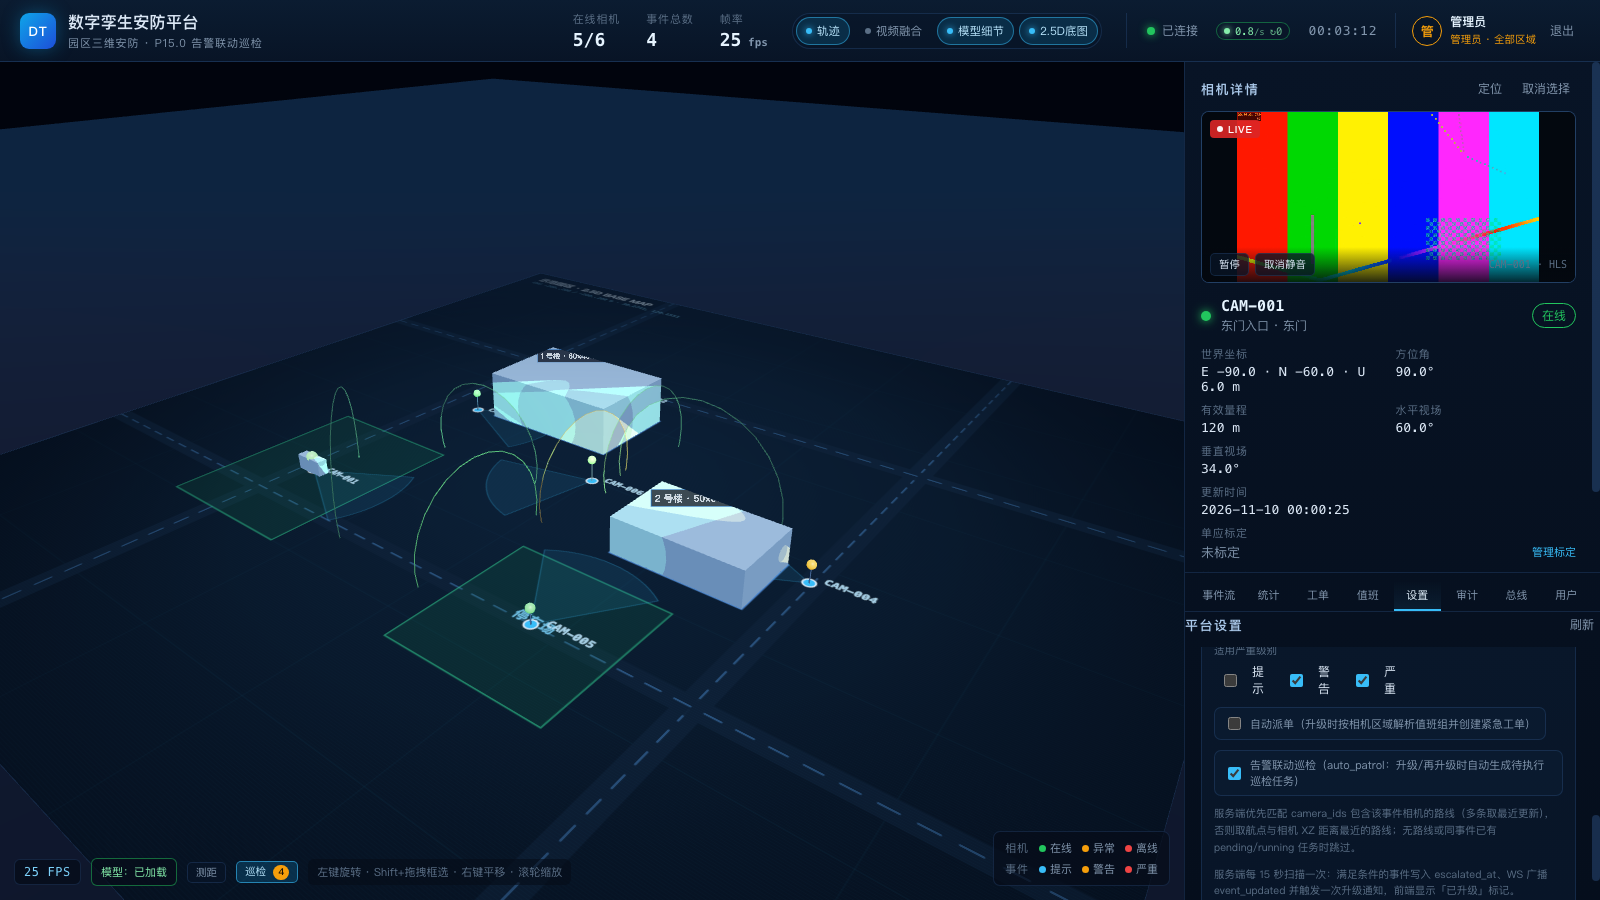 DT
数字孪生安防平台
园区三维安防 · P15.0 告警联动巡检
在线相机
5/6
事件总数
4
帧率
25 fps
轨迹
视频融合
模型细节
2.5D底图
已连接
0.8/s ↻0
00:03:12
管
管理员
管理员 · 全部区域
退出
1 号楼 · 60x40
CAM-001
2 号楼 · 50x
CAM-004
CAM-005
25 FPS
模型: 已加载
测距
巡检 4
左键旋转 · Shift+拖拽框选 · 右键平移 · 滚轮缩放
相机 在线 异常 离线
事件 提示 警告 严重
相机详情
定位
取消选择
LIVE
暂停
取消静音
HLS
CAM-001
东门入口 · 东门
在线
世界坐标
E -90.0 · N -60.0 · U
6.0 m
方位角
90.0°
有效量程
120 m
水平视场
60.0°
垂直视场
34.0°
更新时间
2026-11-10 00:00:25
单应标定
未标定
管理标定
事件流 统计 工单 值班 设置 审计 总线 用户
平台设置
刷新
适用严重级别
提示
警告
严重
自动派单（升级时按相机区域解析值班组并创建紧急工单）
告警联动巡检（auto_patrol：升级/再升级时自动生成待执行
巡检任务）
服务端优先匹配 camera_ids 包含该事件相机的路线（多条取最近更新），
否则取航点与相机 XZ 距离最近的路线；无路线或同事件已有
pending/running 任务时跳过。
服务端每 15 秒扫描一次：满足条件的事件写入 escalated_at、WS 广播
event_updated 并触发一次升级通知，前端显示「已升级」标记。